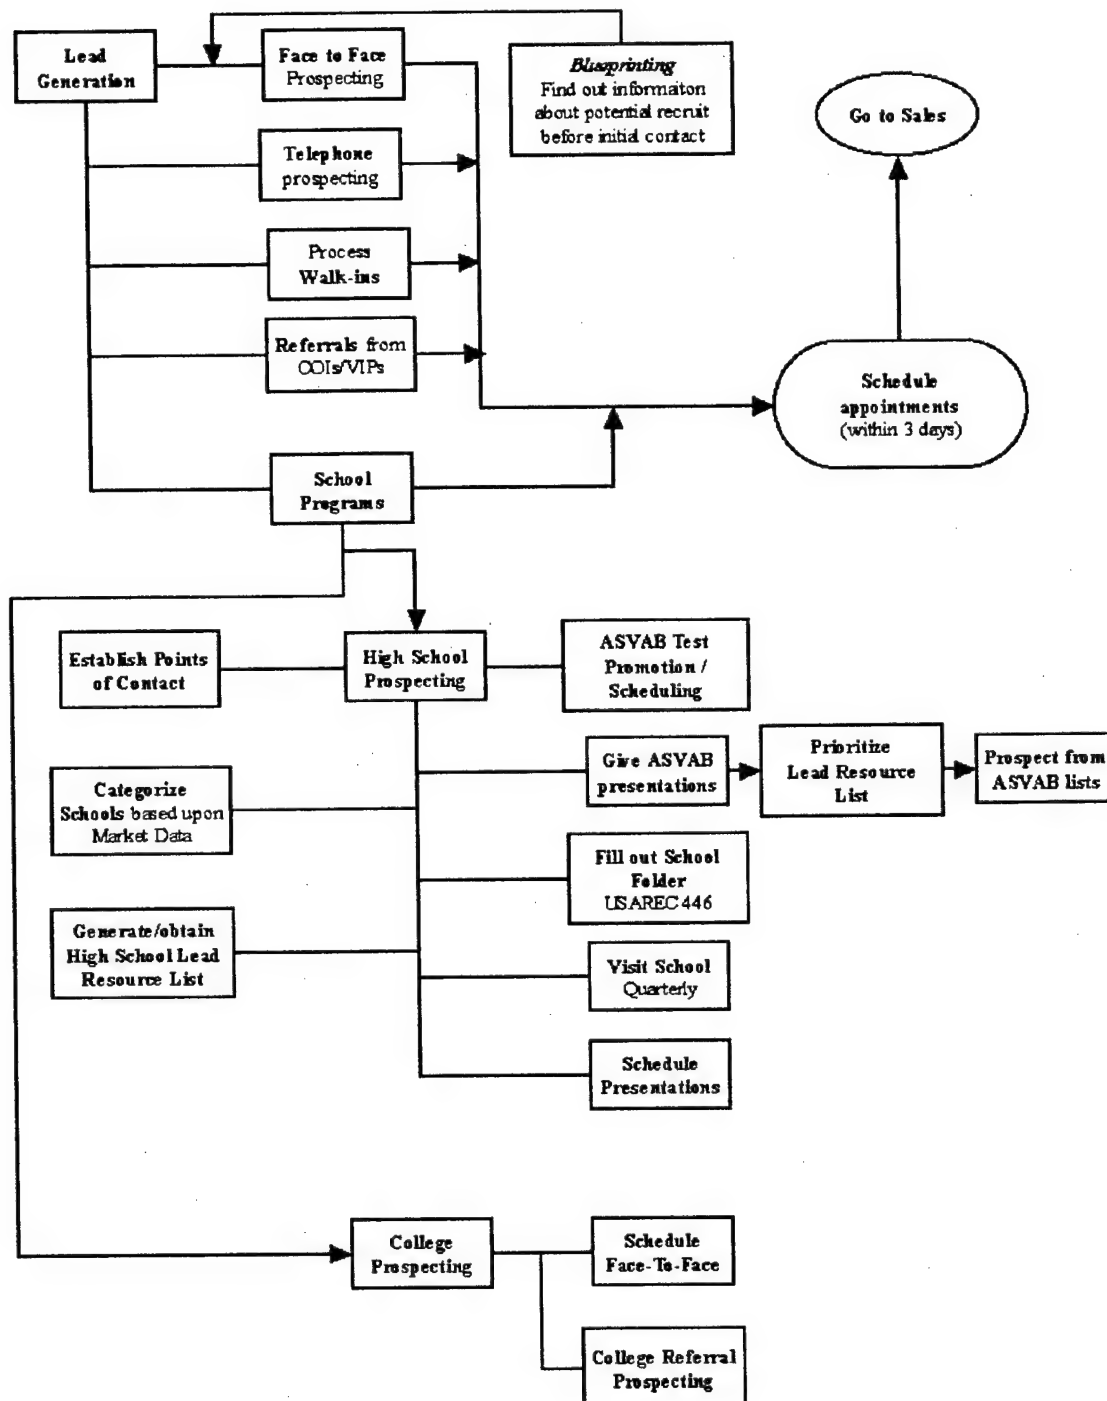 Lead
Generation
Face to Face
Prospecting
Blueprinting
Find out informaiton
about potential recruit
before initial contact
Go to Sales
Telephone
prospecting
Process
Walk-ins
Referrals from
COIs/VIPs
Schedule
appointments
(within 3 days)
School
Programs
Establish Points
of Contact
High School
Prospecting
ASVAB Test
Promotion /
Scheduling
Give ASVAB
presentations
Prioritize
Lead Resource
List
Prospect from
ASVAB lists
Categorize
Schools based upon
Market Data
Fill out School
Folder
USAREC 446
Generate/obtain
High School Lead
Resource List
Visit School
Quarterly
Schedule
Presentations
College
Prospecting
Schedule
Face-To-Face
College Referral
Prospecting